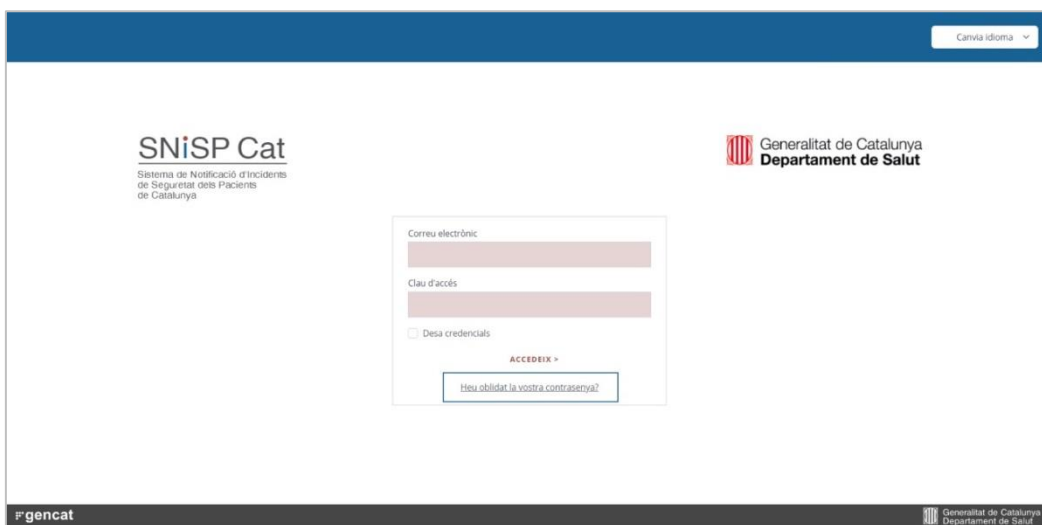 Canvia idioma
SNiSP Cat
Sistema de Notificació d'Incidents
de Seguretat dels Pacients
de Catalunya
Generalitat de Catalunya
Departament de Salut
Correu electrònic
Clau d'accés
Desa credencials
ACCEDEIX >
Heu oblidat la vostra contrasenya?
gencat
Generalitat de Catalunya
Departament de Salut